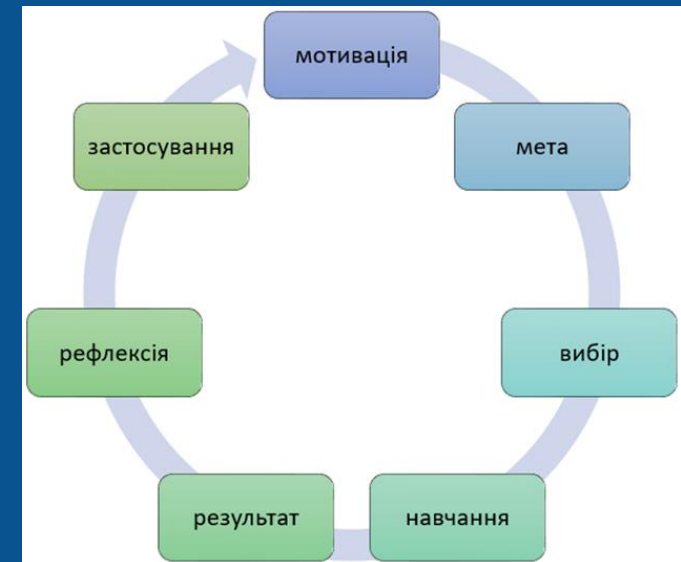 мотивація
мета
вибір
навчання
результат
рефлексія
застосування